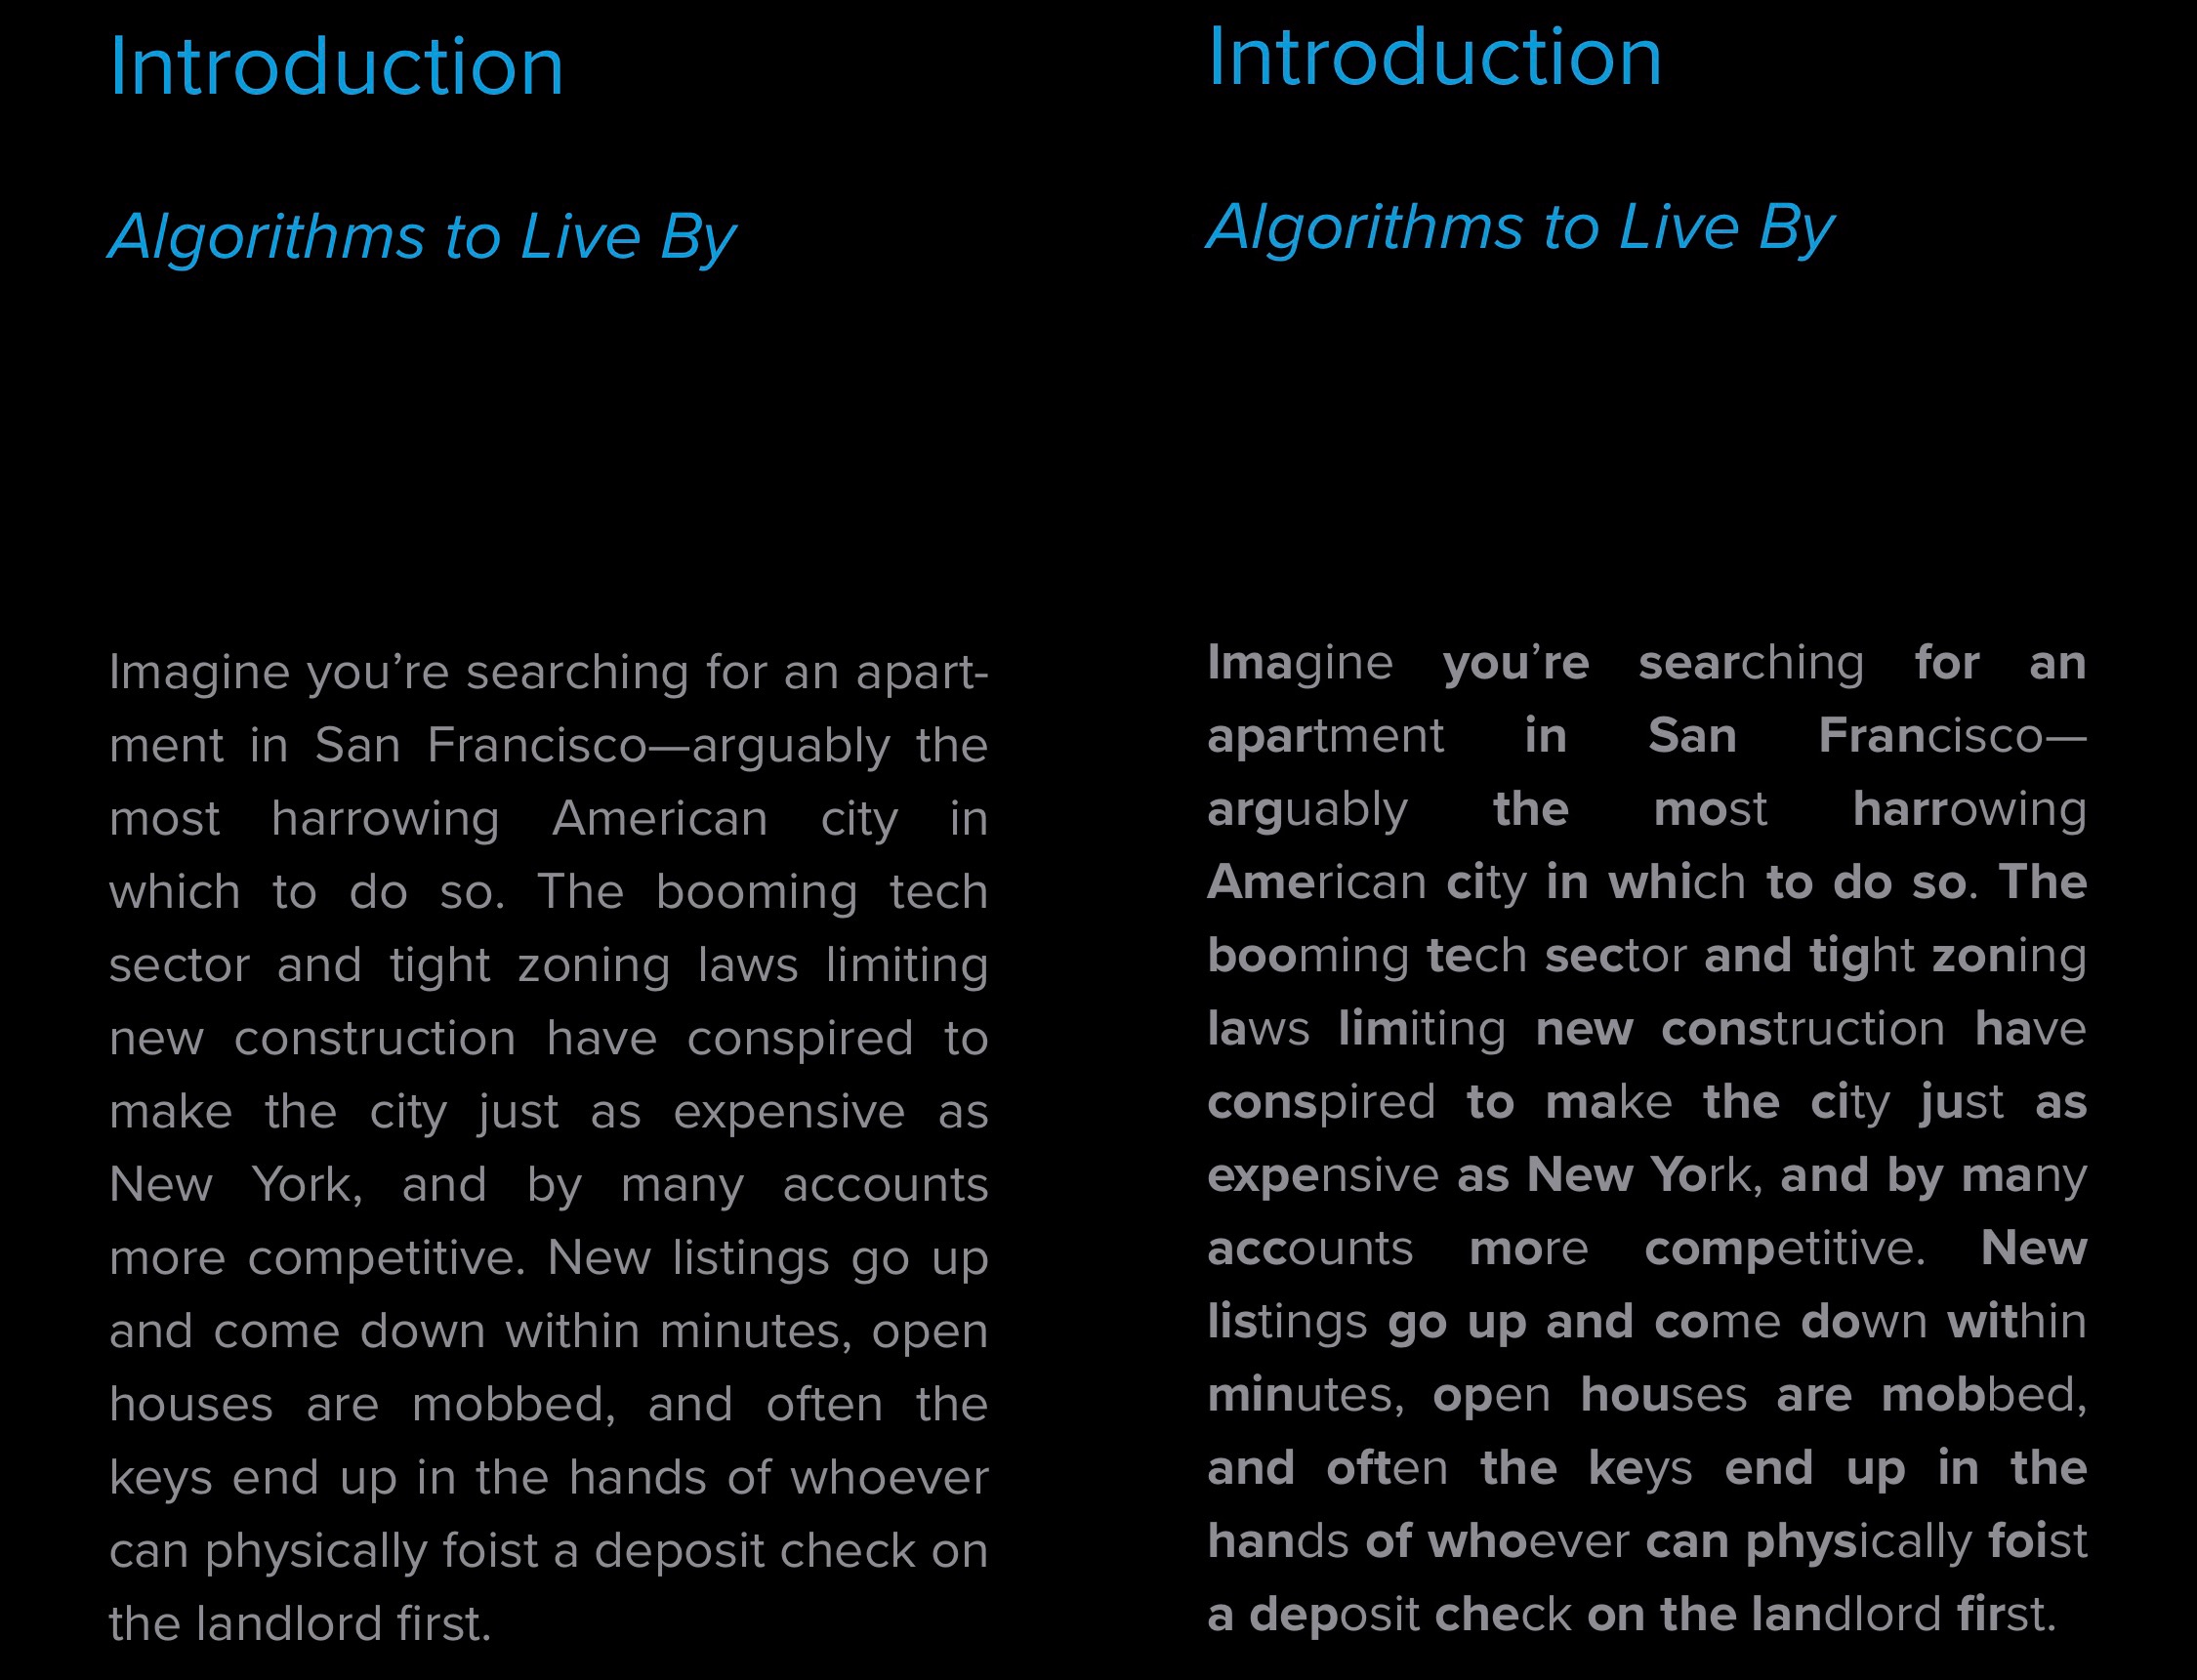 Introduction
Algorithms to Live By
Imagine you’re searching for an apart-
ment in San Francisco—arguably the
most harrowing American city in
which to do so. The booming tech
sector and tight zoning laws limiting
new construction have conspired to
make the city just as expensive as
New York, and by many accounts
more competitive. New listings go up
and come down within minutes, open
houses are mobbed, and often the
keys end up in the hands of whoever
can physically foist a deposit check on
the landlord first.
Introduction
Algorithms to Live By
Imagine you’re searching for an
apartment in San Francisco—
arguably the most harrowing
American city in which to do so. The
booming tech sector and tight zoning
laws limiting new construction have
conspired to make the city just as
expensive as New York, and by many
accounts more competitive. New
listings go up and come down within
minutes, open houses are mobbed,
and often the keys end up in the
hands of whoever can physically foist
a deposit check on the landlord first.